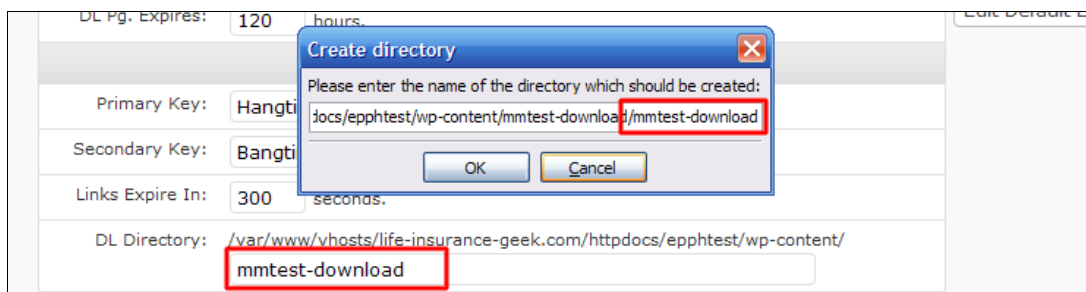 DL Pg. Expires: 120 hours.
Create directory
Please enter the name of the directory which should be created:
docs/epphtest/wp-content/mmtest-download/mmtest-download
OK Cancel
Primary Key: Hangti
Secondary Key: Bangti
Links Expire In: 300 seconds.
DL Directory: /var/www/vhosts/life-insurance-geek.com/httpdocs/epphtest/wp-content/
mmtest-download